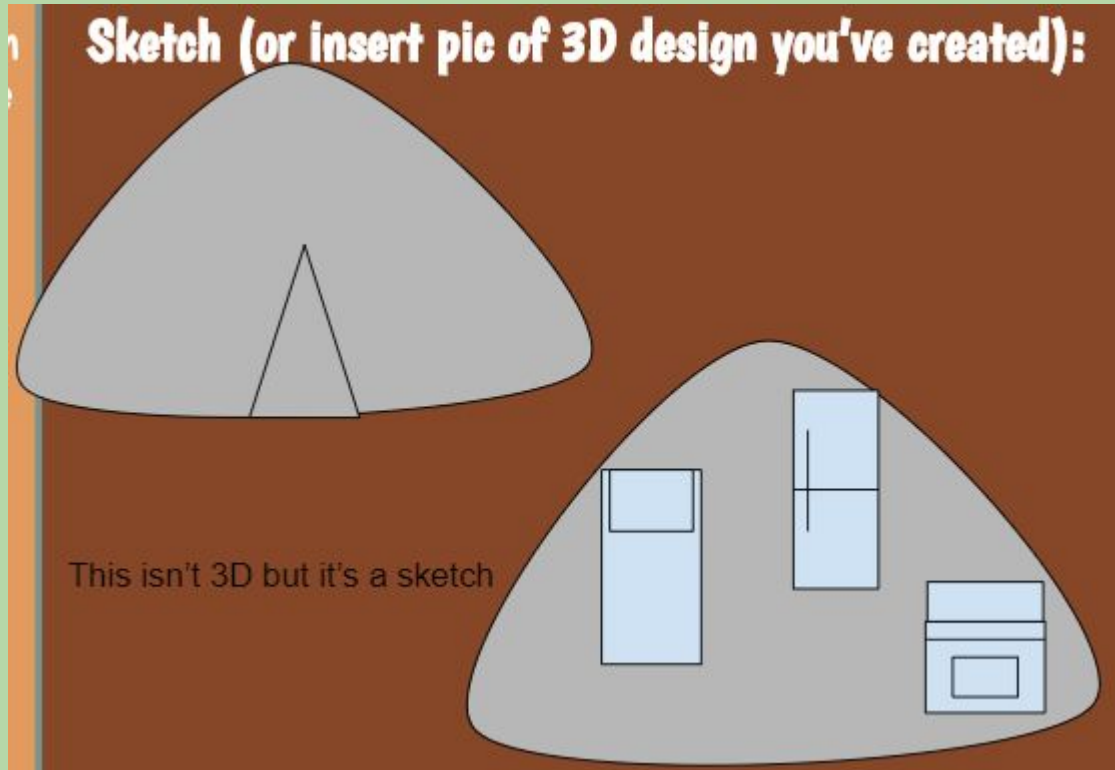 Sketch (or insert pic of 3D design you've created):
This isn't 3D but it's a sketch